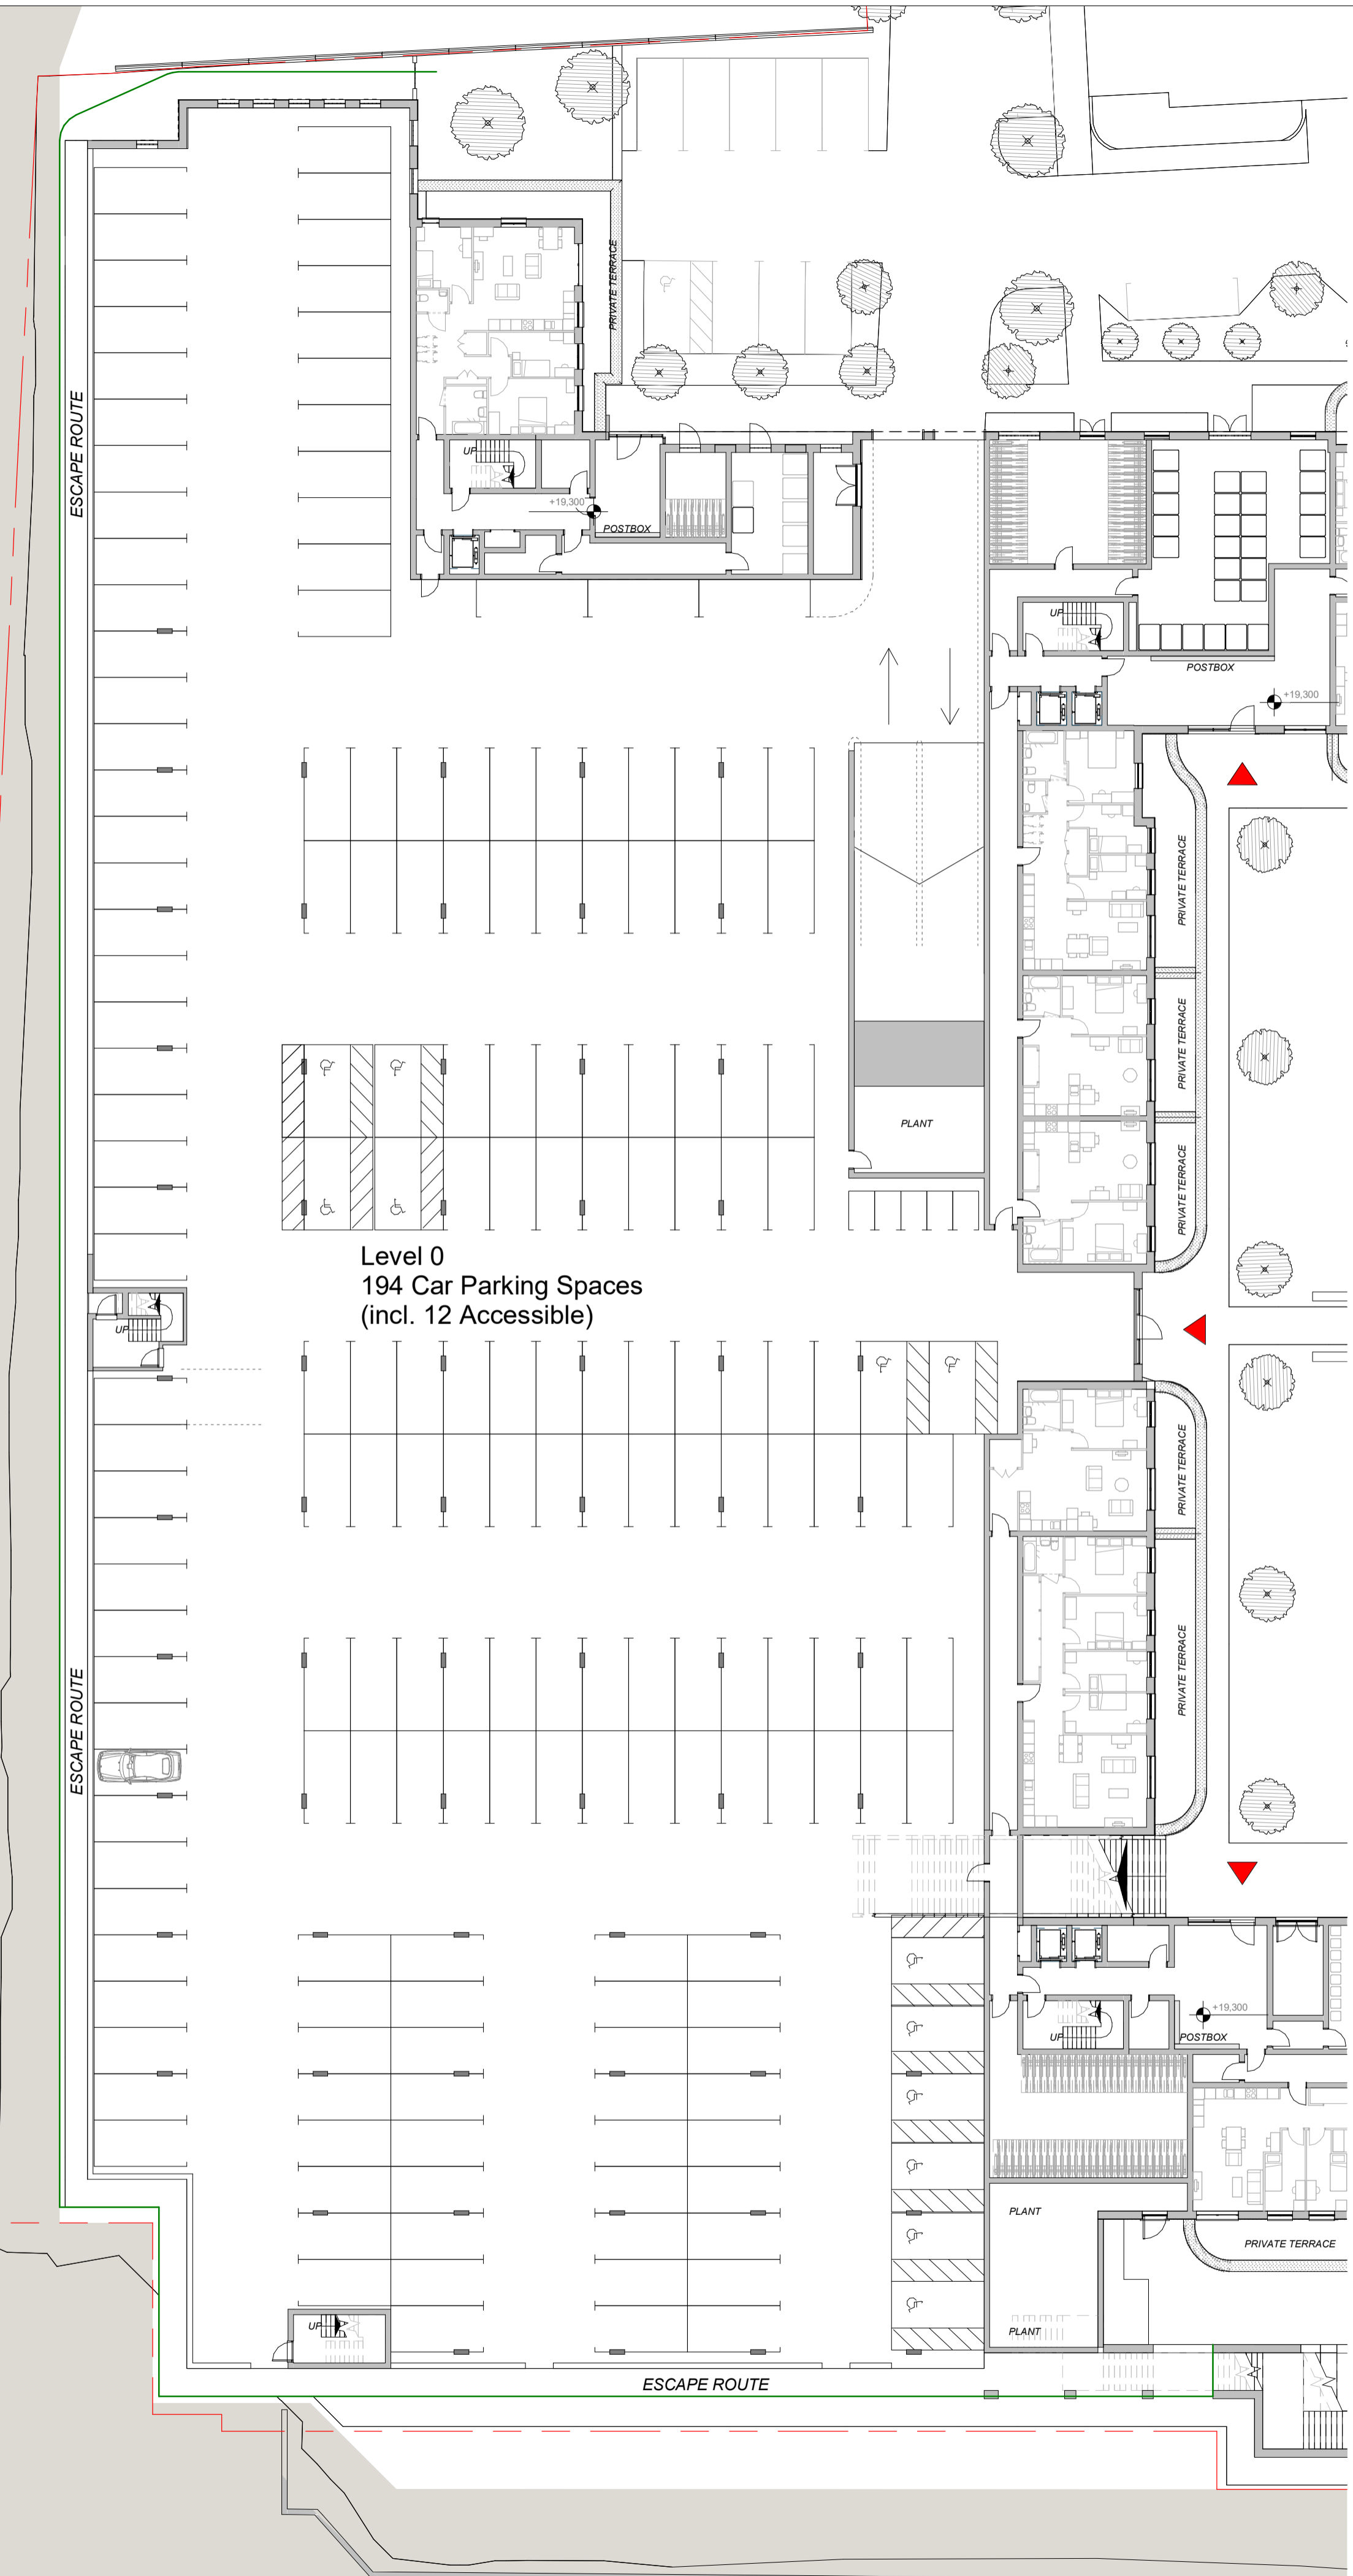 PRIVATE TERRACE
ESCAPE ROUTE
UP
+19,300
POSTBOX
UP
POSTBOX
+19,300
PRIVATE TERRACE
PRIVATE TERRACE
PLANT
PRIVATE TERRACE
Level 0
194 Car Parking Spaces
(incl. 12 Accessible)
UP
PRIVATE TERRACE
PRIVATE TERRACE
ESCAPE ROUTE
+19,300
UP
POSTBOX
PLANT
PRIVATE TERRACE
UP
PLANT
ESCAPE ROUTE